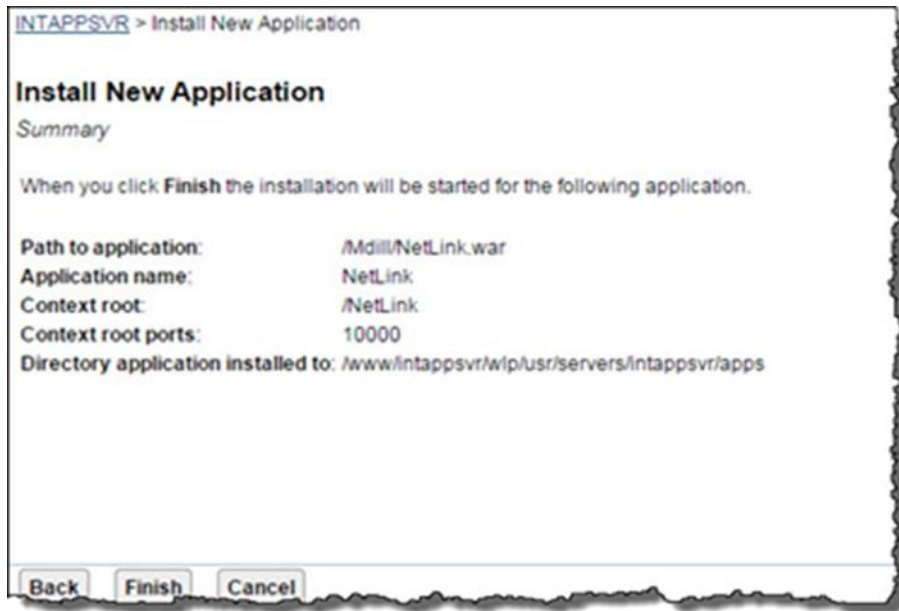 INTAPPSVR > Install New Application
Install New Application
Summary
When you click Finish the installation will be started for the following application.
Path to application: /Mdill/NetLink.war
Application name: NetLink
Context root: /NetLink
Context root ports: 10000
Directory application installed to: /www/intappsvr/wlp/usr/servers/intappsvr/apps
Back Finish Cancel